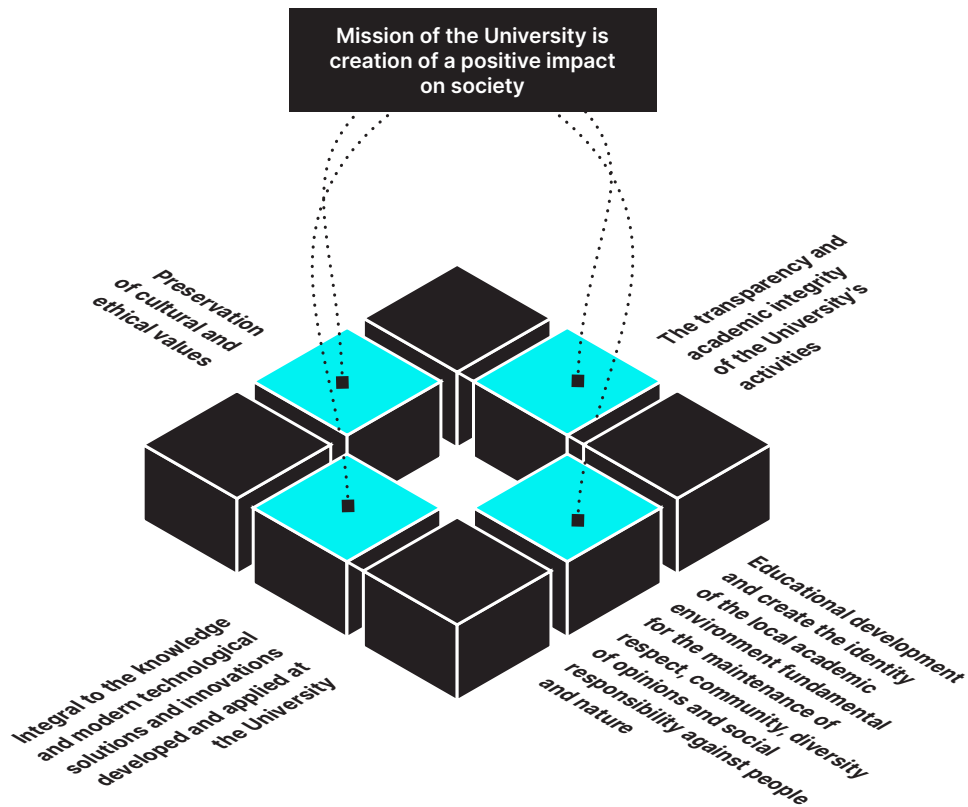 Mission of the University is
creation of a positive impact
on society
Preservation
of cultural and
ethical values
The transparency and
academic integrity
of the University's
activities
Integral to the knowledge
and modern technological
solutions and innovations
developed and applied at
the University
Educational development
and create the identity
of the local academic
environment fundamental
for the maintenance of
respect, community, diversity
of opinions and social
responsibility against people
and nature